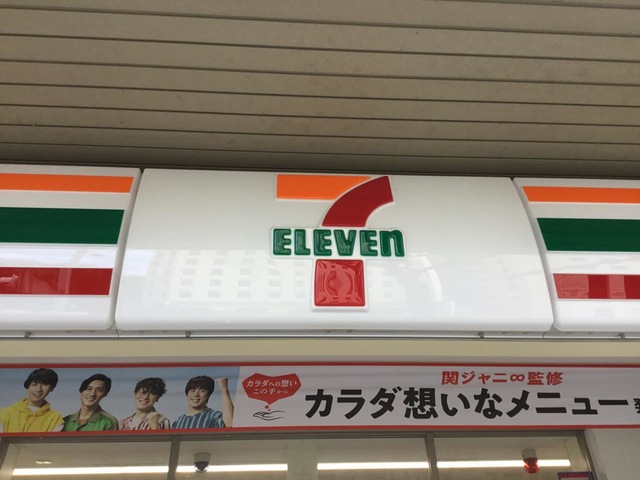 7
ELEVEN
カラダへの想い
この手から
関ジャニ∞監修
カラダ想いなメニュー